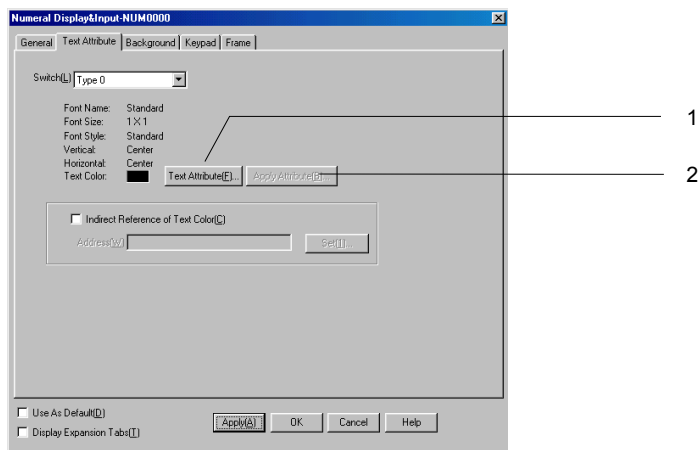 Numeral Display&Input-NUM0000
General Text Attribute Background Keypad Frame
Switch(L) Type 0
Font Name: Standard
Font Size: 1 X 1
Font Style: Standard
Vertical: Center
Horizontal: Center
Text Color: Text Attribute(F)... Apply Attribute(B)...
1
2
Indirect Reference of Text Color(C)
Address(W) Set(I)...
Use As Default(D)
Display Expansion Tabs(T)
Apply(A) OK Cancel Help